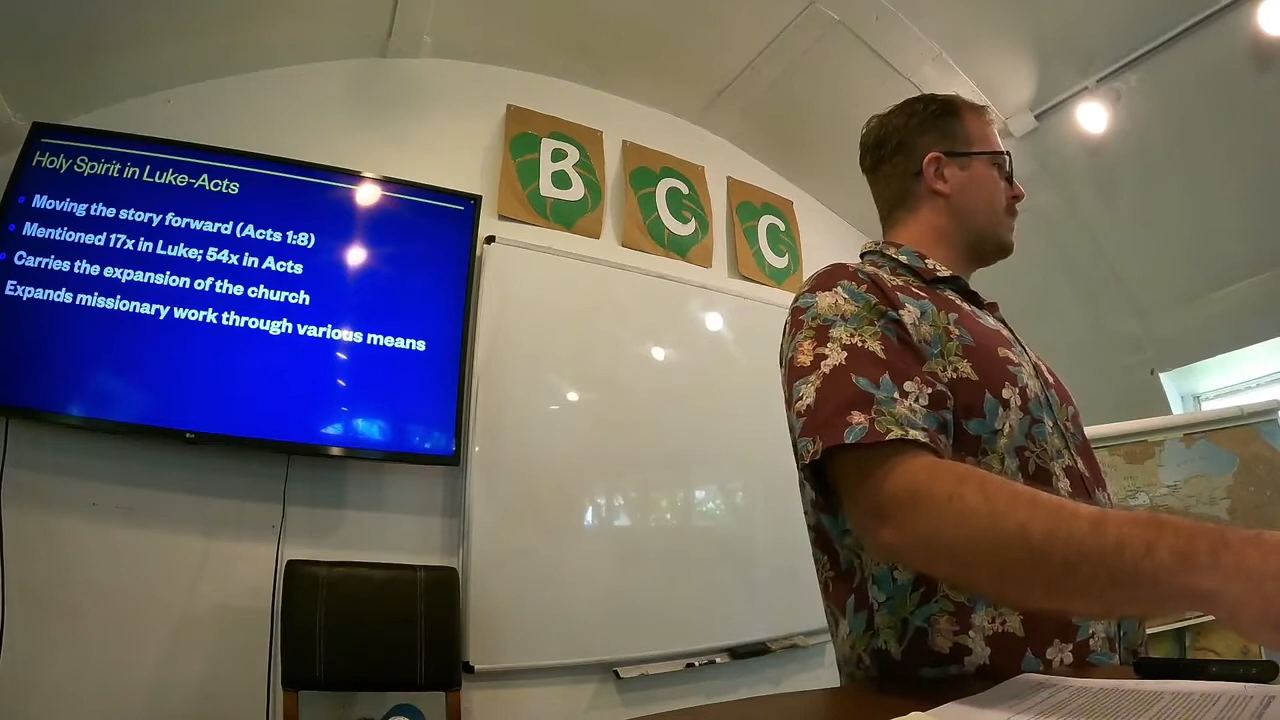 Holy Spirit in Luke-Acts
Moving the story forward (Acts 1:8)
Mentioned 17x in Luke; 54x in Acts
Carries the expansion of the church
Expands missionary work through various means
B C C
LG